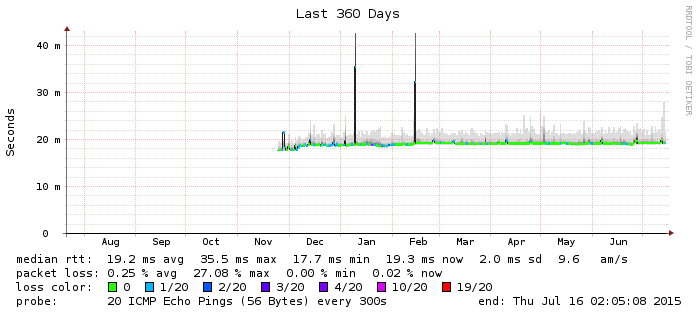 Last 360 Days
RRDTOOL / TOBI OETIKER
Seconds
40 m
30 m
20 m
10 m
0
Aug Sep Oct Nov Dec Jan Feb Mar Apr May Jun
median rtt: 19.2 ms avg 35.5 ms max 17.7 ms min 19.3 ms now 2.0 ms sd 9.6 am/s
packet loss: 0.25 % avg 27.08 % max 0.00 % min 0.02 % now
loss color: 0 1/20 2/20 3/20 4/20 10/20 19/20
probe: 20 ICMP Echo Pings (56 Bytes) every 300s end: Thu Jul 16 02:05:08 2015